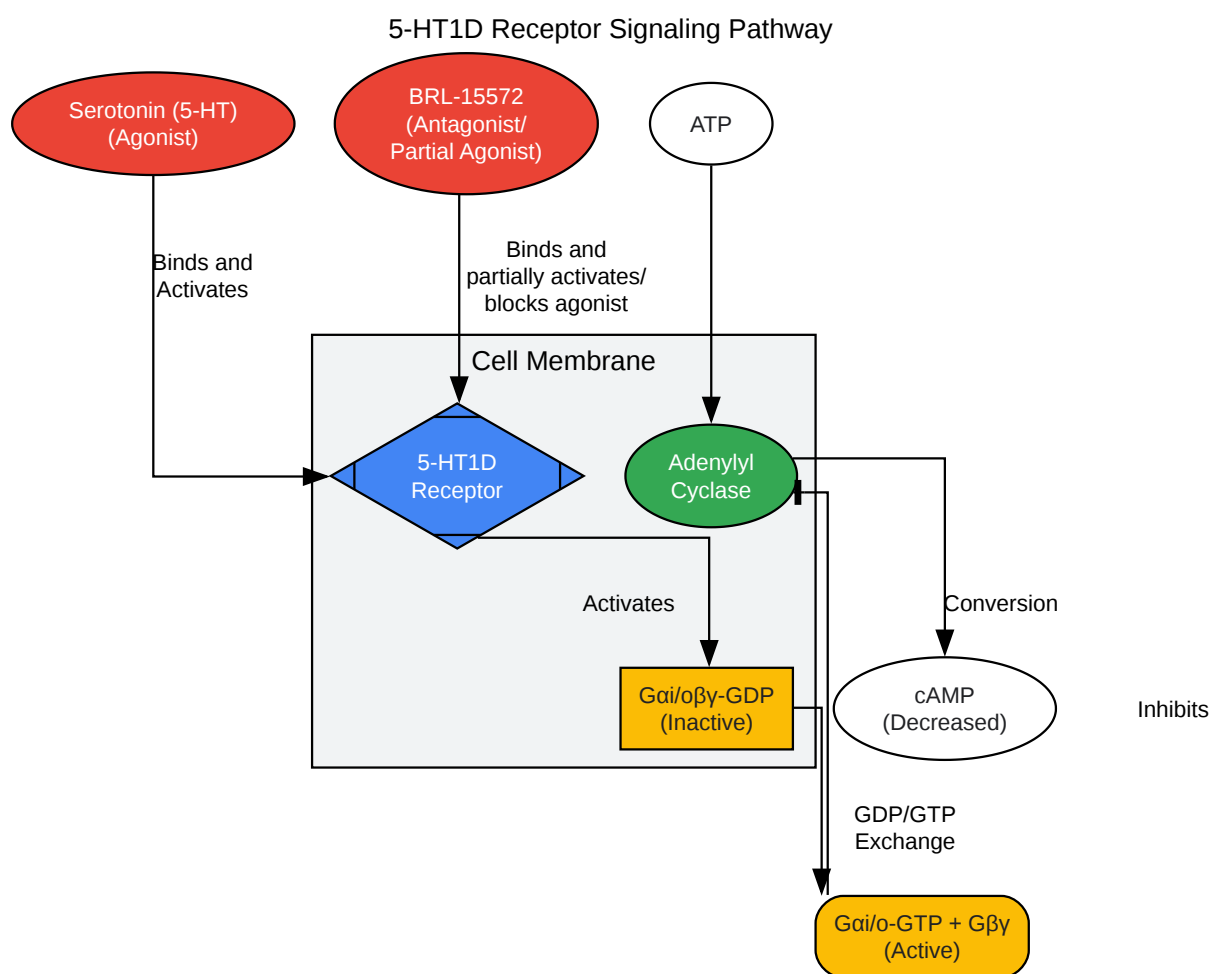 5-HT1D Receptor Signaling Pathway
Serotonin (5-HT)
(Agonist)
BRL-15572
(Antagonist/
Partial Agonist)
ATP
Binds and
Activates
Binds and
partially activates/
blocks agonist
Cell Membrane
5-HT1D
Receptor
Adenylyl
Cyclase
Activates
Conversion
Gαi/oβγ-GDP
(Inactive)
cAMP
(Decreased)
Inhibits
GDP/GTP
Exchange
Gαi/o-GTP + Gβγ
(Active)